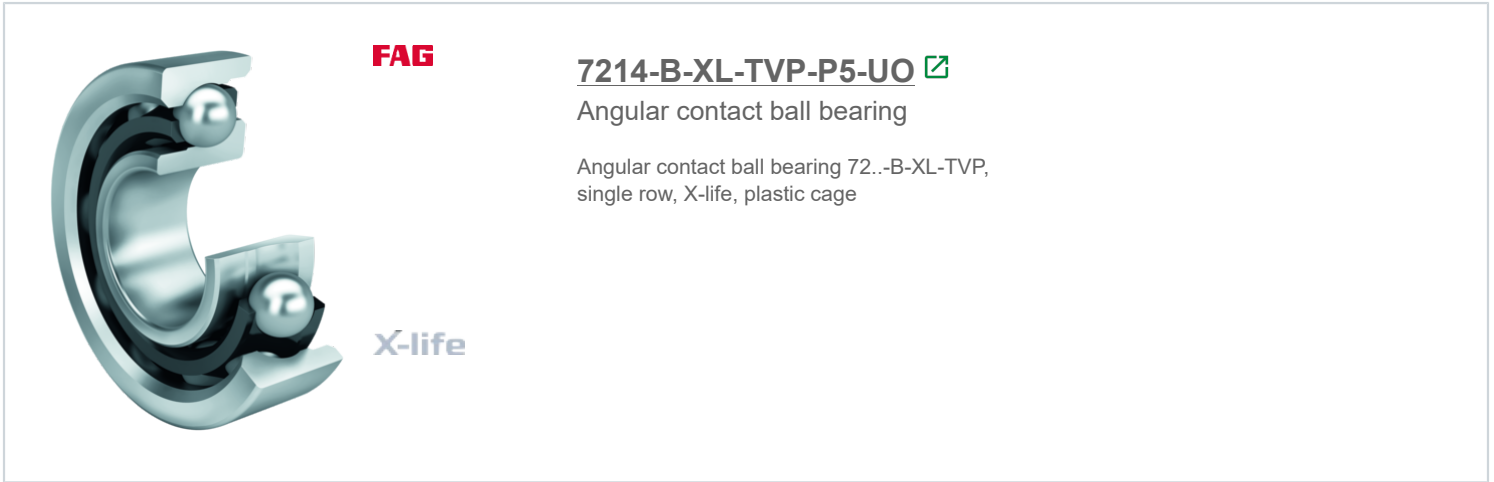 FAG
7214-B-XL-TVP-P5-UO
Angular contact ball bearing
Angular contact ball bearing 72..-B-XL-TVP,
single row, X-life, plastic cage
X-life